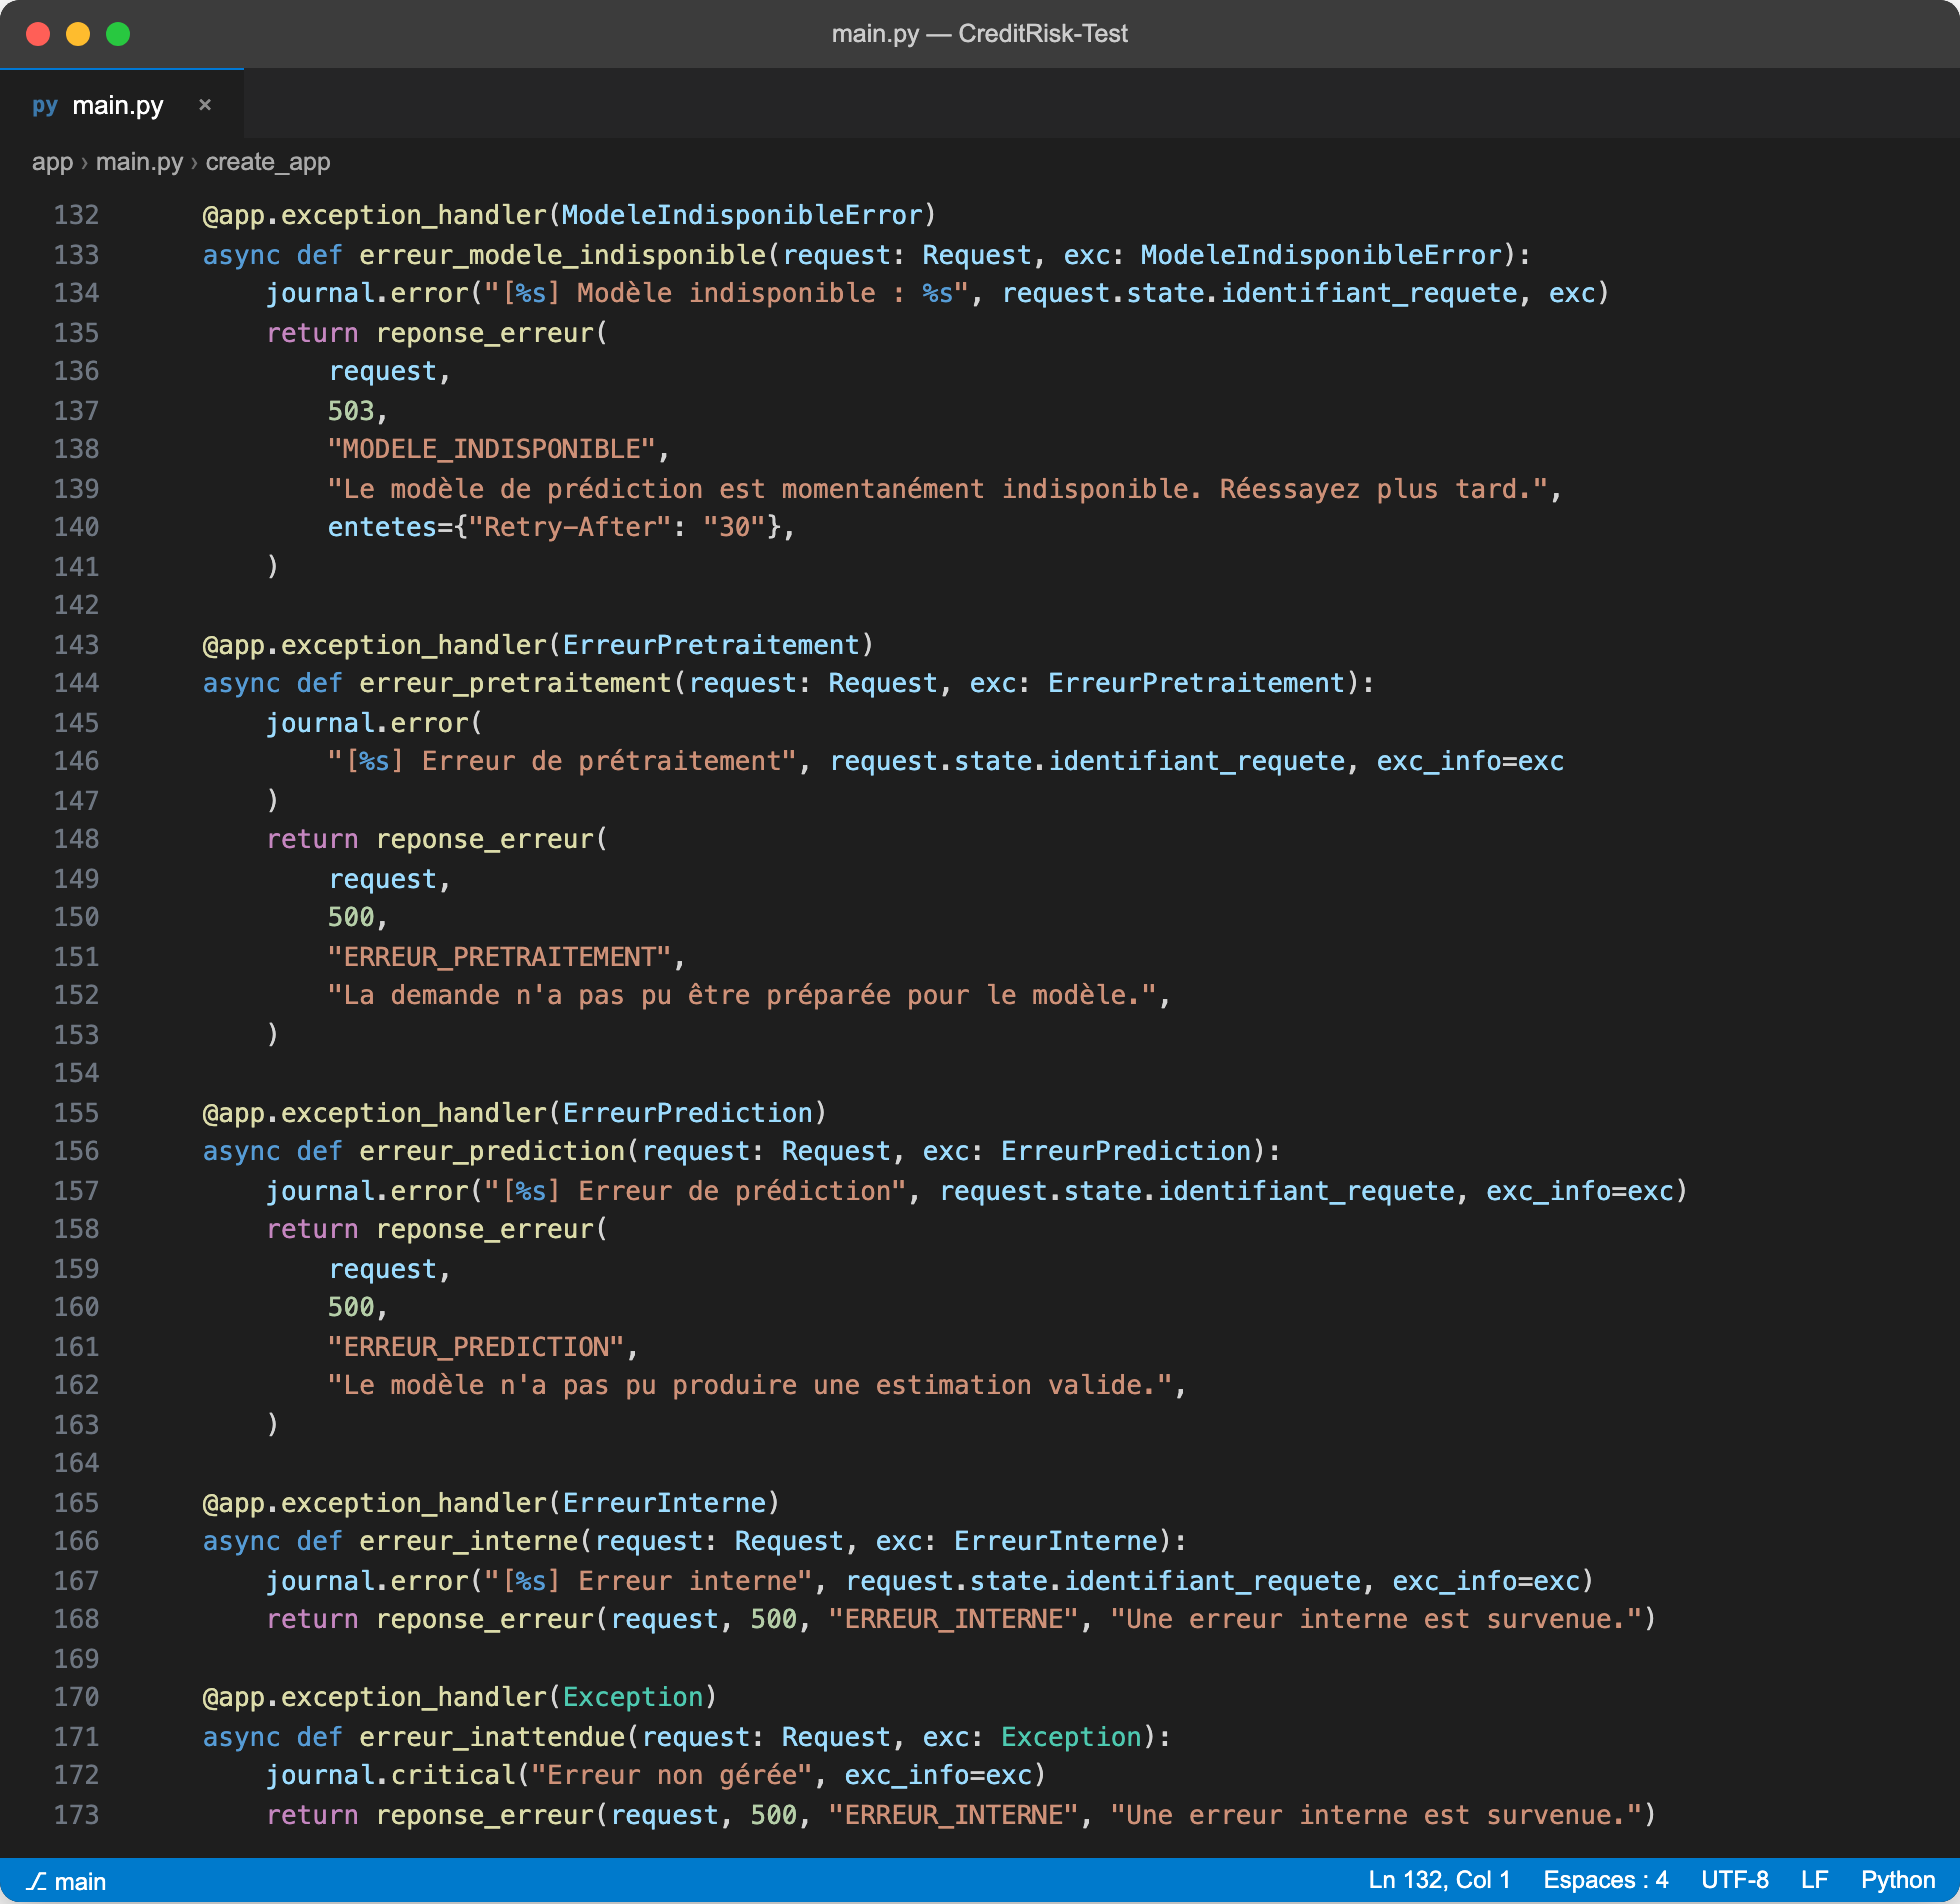 main.py — CreditRisk-Test
py main.py ×
app › main.py › create_app
132 @app.exception_handler(ModeleIndisponibleError)
133 async def erreur_modele_indisponible(request: Request, exc: ModeleIndisponibleError):
134 journal.error("[%s] Modèle indisponible : %s", request.state.identifiant_requete, exc)
135 return reponse_erreur(
136 request,
137 503,
138 "MODELE_INDISPONIBLE",
139 "Le modèle de prédiction est momentanément indisponible. Réessayez plus tard.",
140 entetes={"Retry-After": "30"},
141 )
142
143 @app.exception_handler(ErreurPretraitement)
144 async def erreur_pretraitement(request: Request, exc: ErreurPretraitement):
145 journal.error(
146 "[%s] Erreur de prétraitement", request.state.identifiant_requete, exc_info=exc
147 )
148 return reponse_erreur(
149 request,
150 500,
151 "ERREUR_PRETRAITEMENT",
152 "La demande n'a pas pu être préparée pour le modèle.",
153 )
154
155 @app.exception_handler(ErreurPrediction)
156 async def erreur_prediction(request: Request, exc: ErreurPrediction):
157 journal.error("[%s] Erreur de prédiction", request.state.identifiant_requete, exc_info=exc)
158 return reponse_erreur(
159 request,
160 500,
161 "ERREUR_PREDICTION",
162 "Le modèle n'a pas pu produire une estimation valide.",
163 )
164
165 @app.exception_handler(ErreurInterne)
166 async def erreur_interne(request: Request, exc: ErreurInterne):
167 journal.error("[%s] Erreur interne", request.state.identifiant_requete, exc_info=exc)
168 return reponse_erreur(request, 500, "ERREUR_INTERNE", "Une erreur interne est survenue.")
169
170 @app.exception_handler(Exception)
171 async def erreur_inattendue(request: Request, exc: Exception):
172 journal.critical("Erreur non gérée", exc_info=exc)
173 return reponse_erreur(request, 500, "ERREUR_INTERNE", "Une erreur interne est survenue.")
main Ln 132, Col 1 Espaces : 4 UTF-8 LF Python